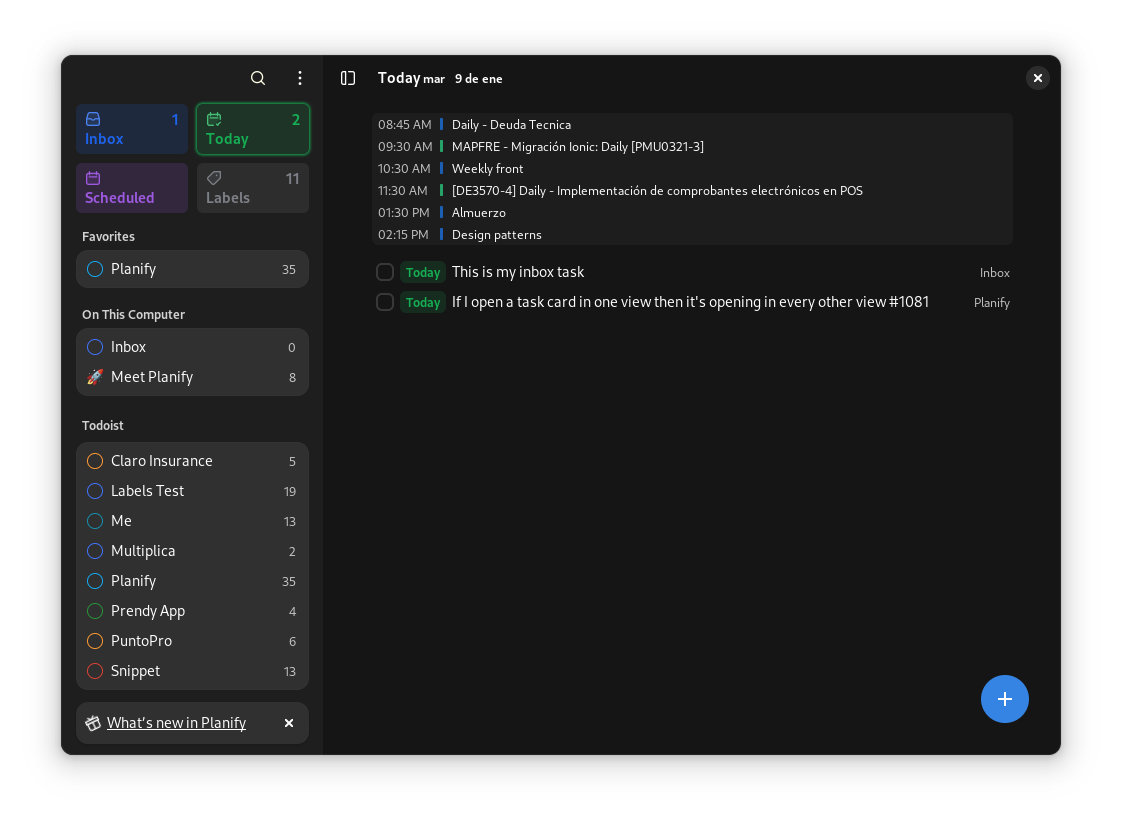 Inbox 1
Today 2
Scheduled
Labels 11
Favorites
Planify 35
On This Computer
Inbox 0
Meet Planify 8
Todoist
Claro Insurance 5
Labels Test 19
Me 13
Multiplica 2
Planify 35
Prendy App 4
PuntoPro 6
Snippet 13
What's new in Planify
Today mar 9 de ene
08:45 AM Daily - Deuda Tecnica
09:30 AM MAPFRE - Migración Ionic: Daily [PMU0321-3]
10:30 AM Weekly front
11:30 AM [DE3570-4] Daily - Implementación de comprobantes electrónicos en POS
01:30 PM Almuerzo
02:15 PM Design patterns
Today This is my inbox task Inbox
Today If I open a task card in one view then it's opening in every other view #1081 Planify